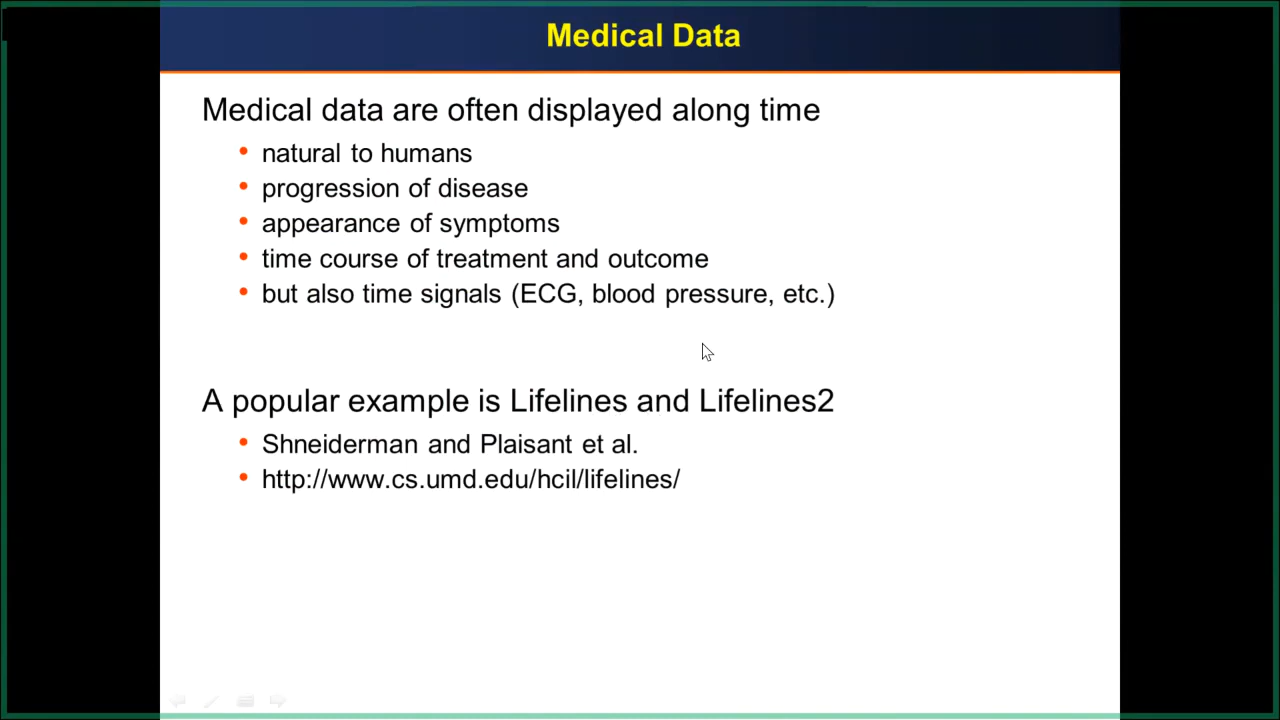 Medical Data
Medical data are often displayed along time
• natural to humans
• progression of disease
• appearance of symptoms
• time course of treatment and outcome
• but also time signals (ECG, blood pressure, etc.)
A popular example is Lifelines and Lifelines2
• Shneiderman and Plaisant et al.
• http://www.cs.umd.edu/hcil/lifelines/